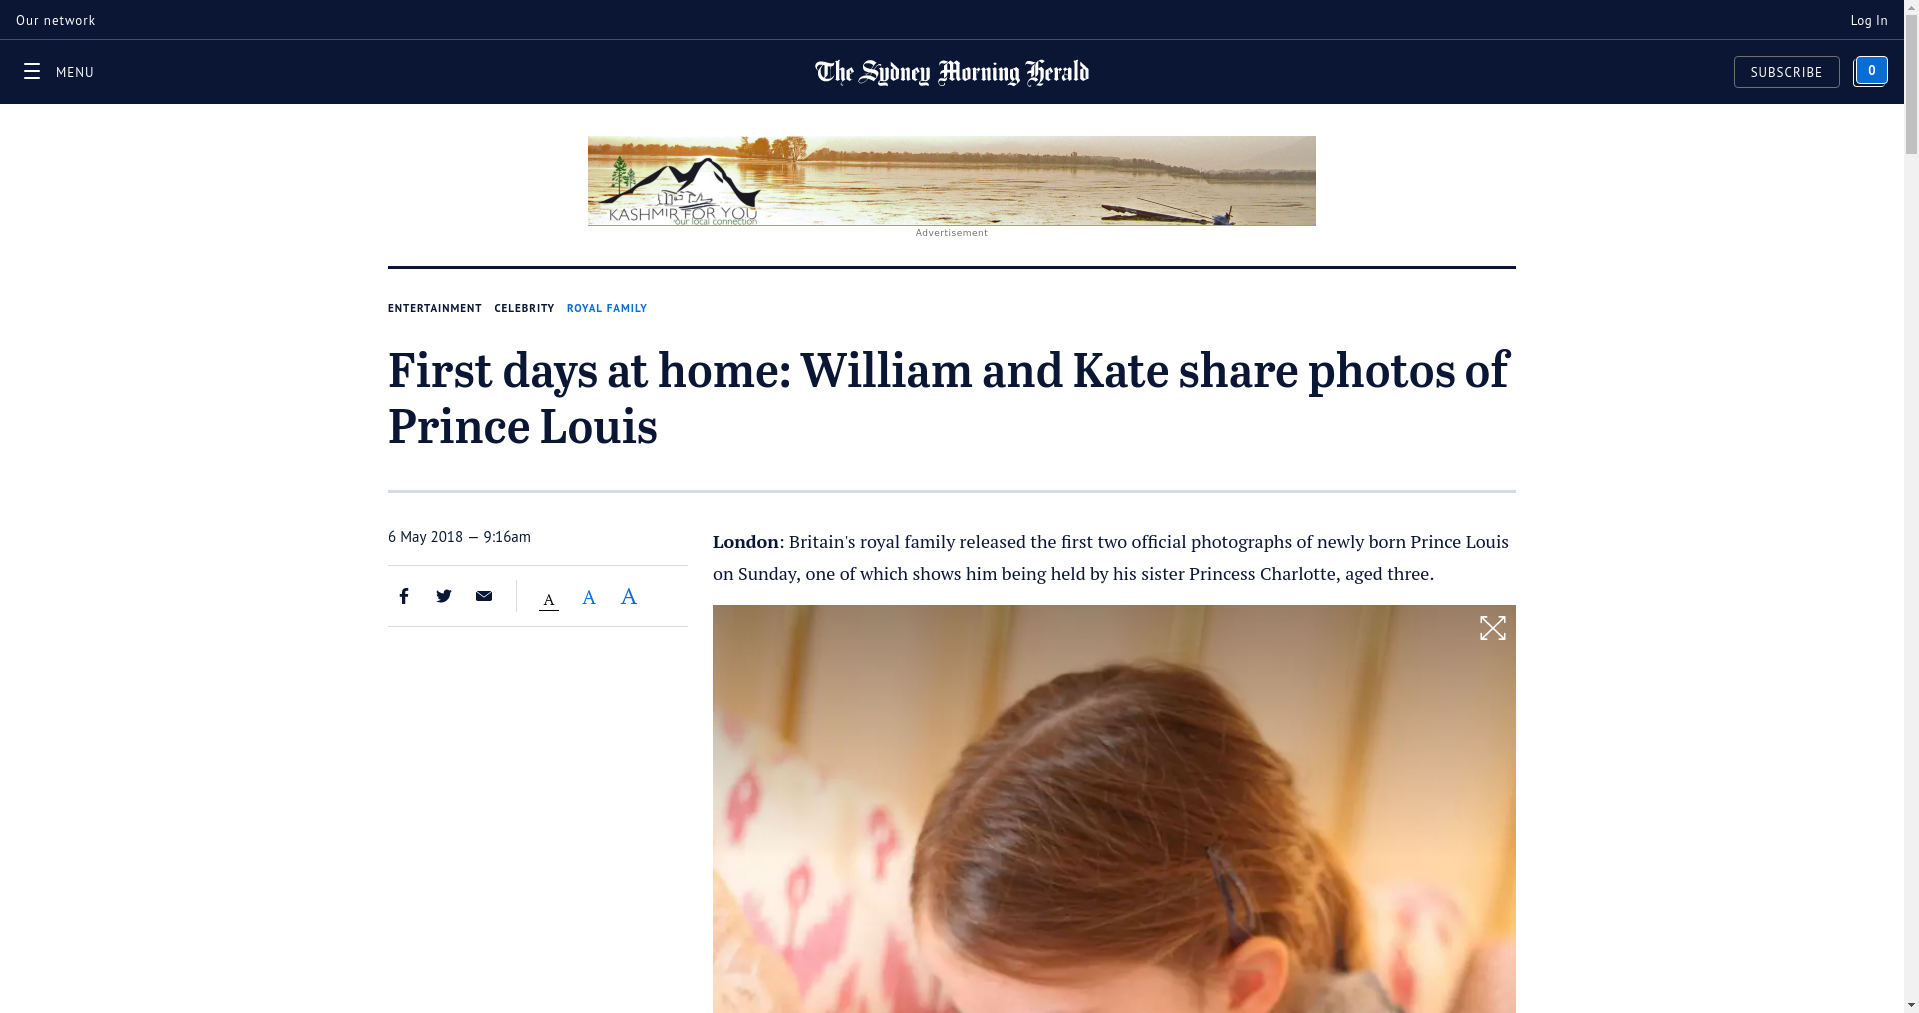 Our network
Log In
MENU
The Sydney Morning Herald
SUBSCRIBE
0
KASHMIR FOR YOU
our local connection
Advertisement
ENTERTAINMENT CELEBRITY ROYAL FAMILY
First days at home: William and Kate share photos of
Prince Louis
6 May 2018 — 9:16am
A A A
London: Britain's royal family released the first two official photographs of newly born Prince Louis
on Sunday, one of which shows him being held by his sister Princess Charlotte, aged three.